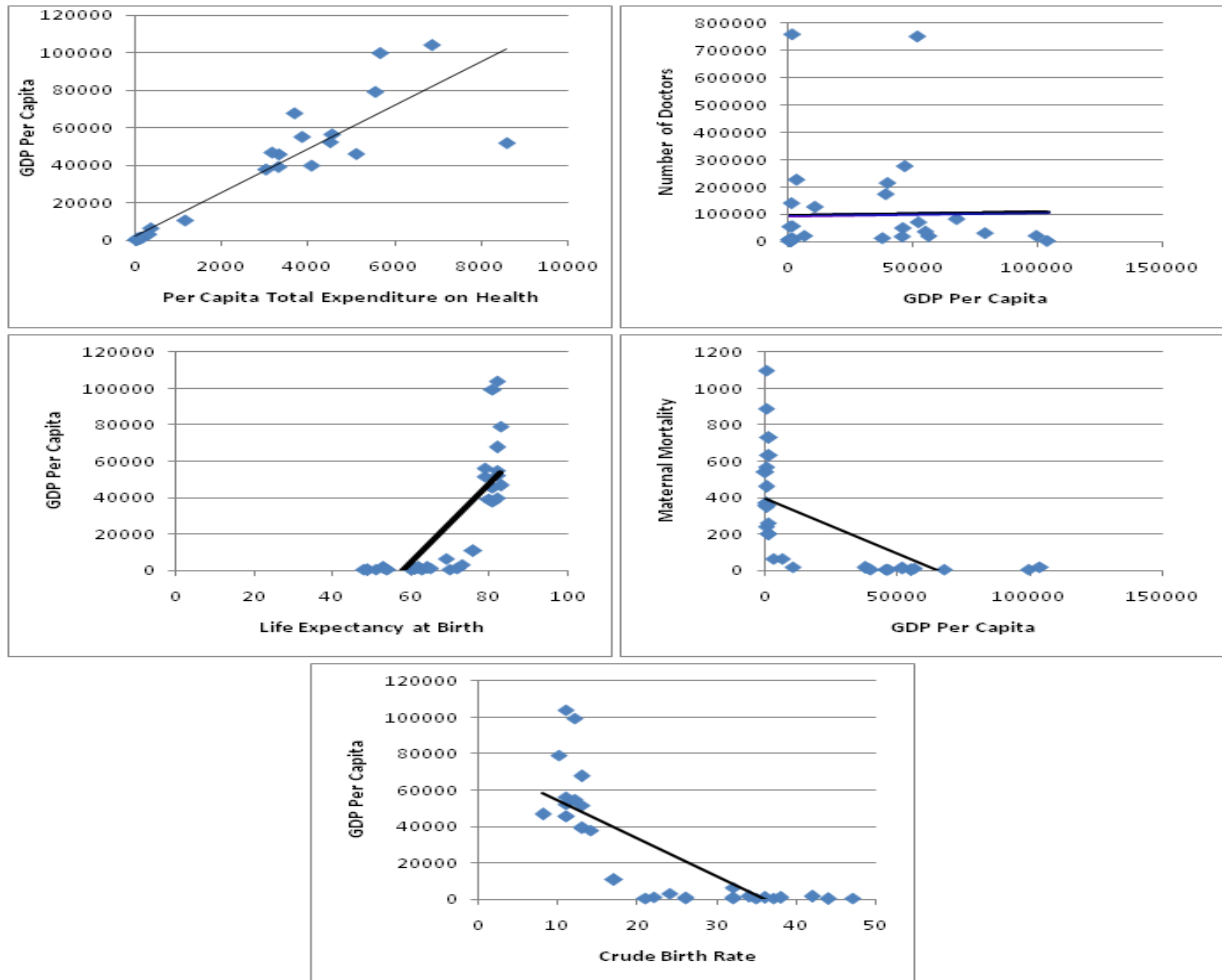 120000
100000
80000
60000
40000
20000
0
GDP Per Capita
0 2000 4000 6000 8000 10000
Per Capita Total Expenditure on Health
800000
700000
600000
500000
400000
300000
200000
100000
0
Number of Doctors
0 50000 100000 150000
GDP Per Capita
120000
100000
80000
60000
40000
20000
0
GDP Per Capita
0 20 40 60 80 100
Life Expectancy at Birth
1200
1000
800
600
400
200
0
Maternal Mortality
0 50000 100000 150000
GDP Per Capita
120000
100000
80000
60000
40000
20000
0
GDP Per Capita
0 10 20 30 40 50
Crude Birth Rate